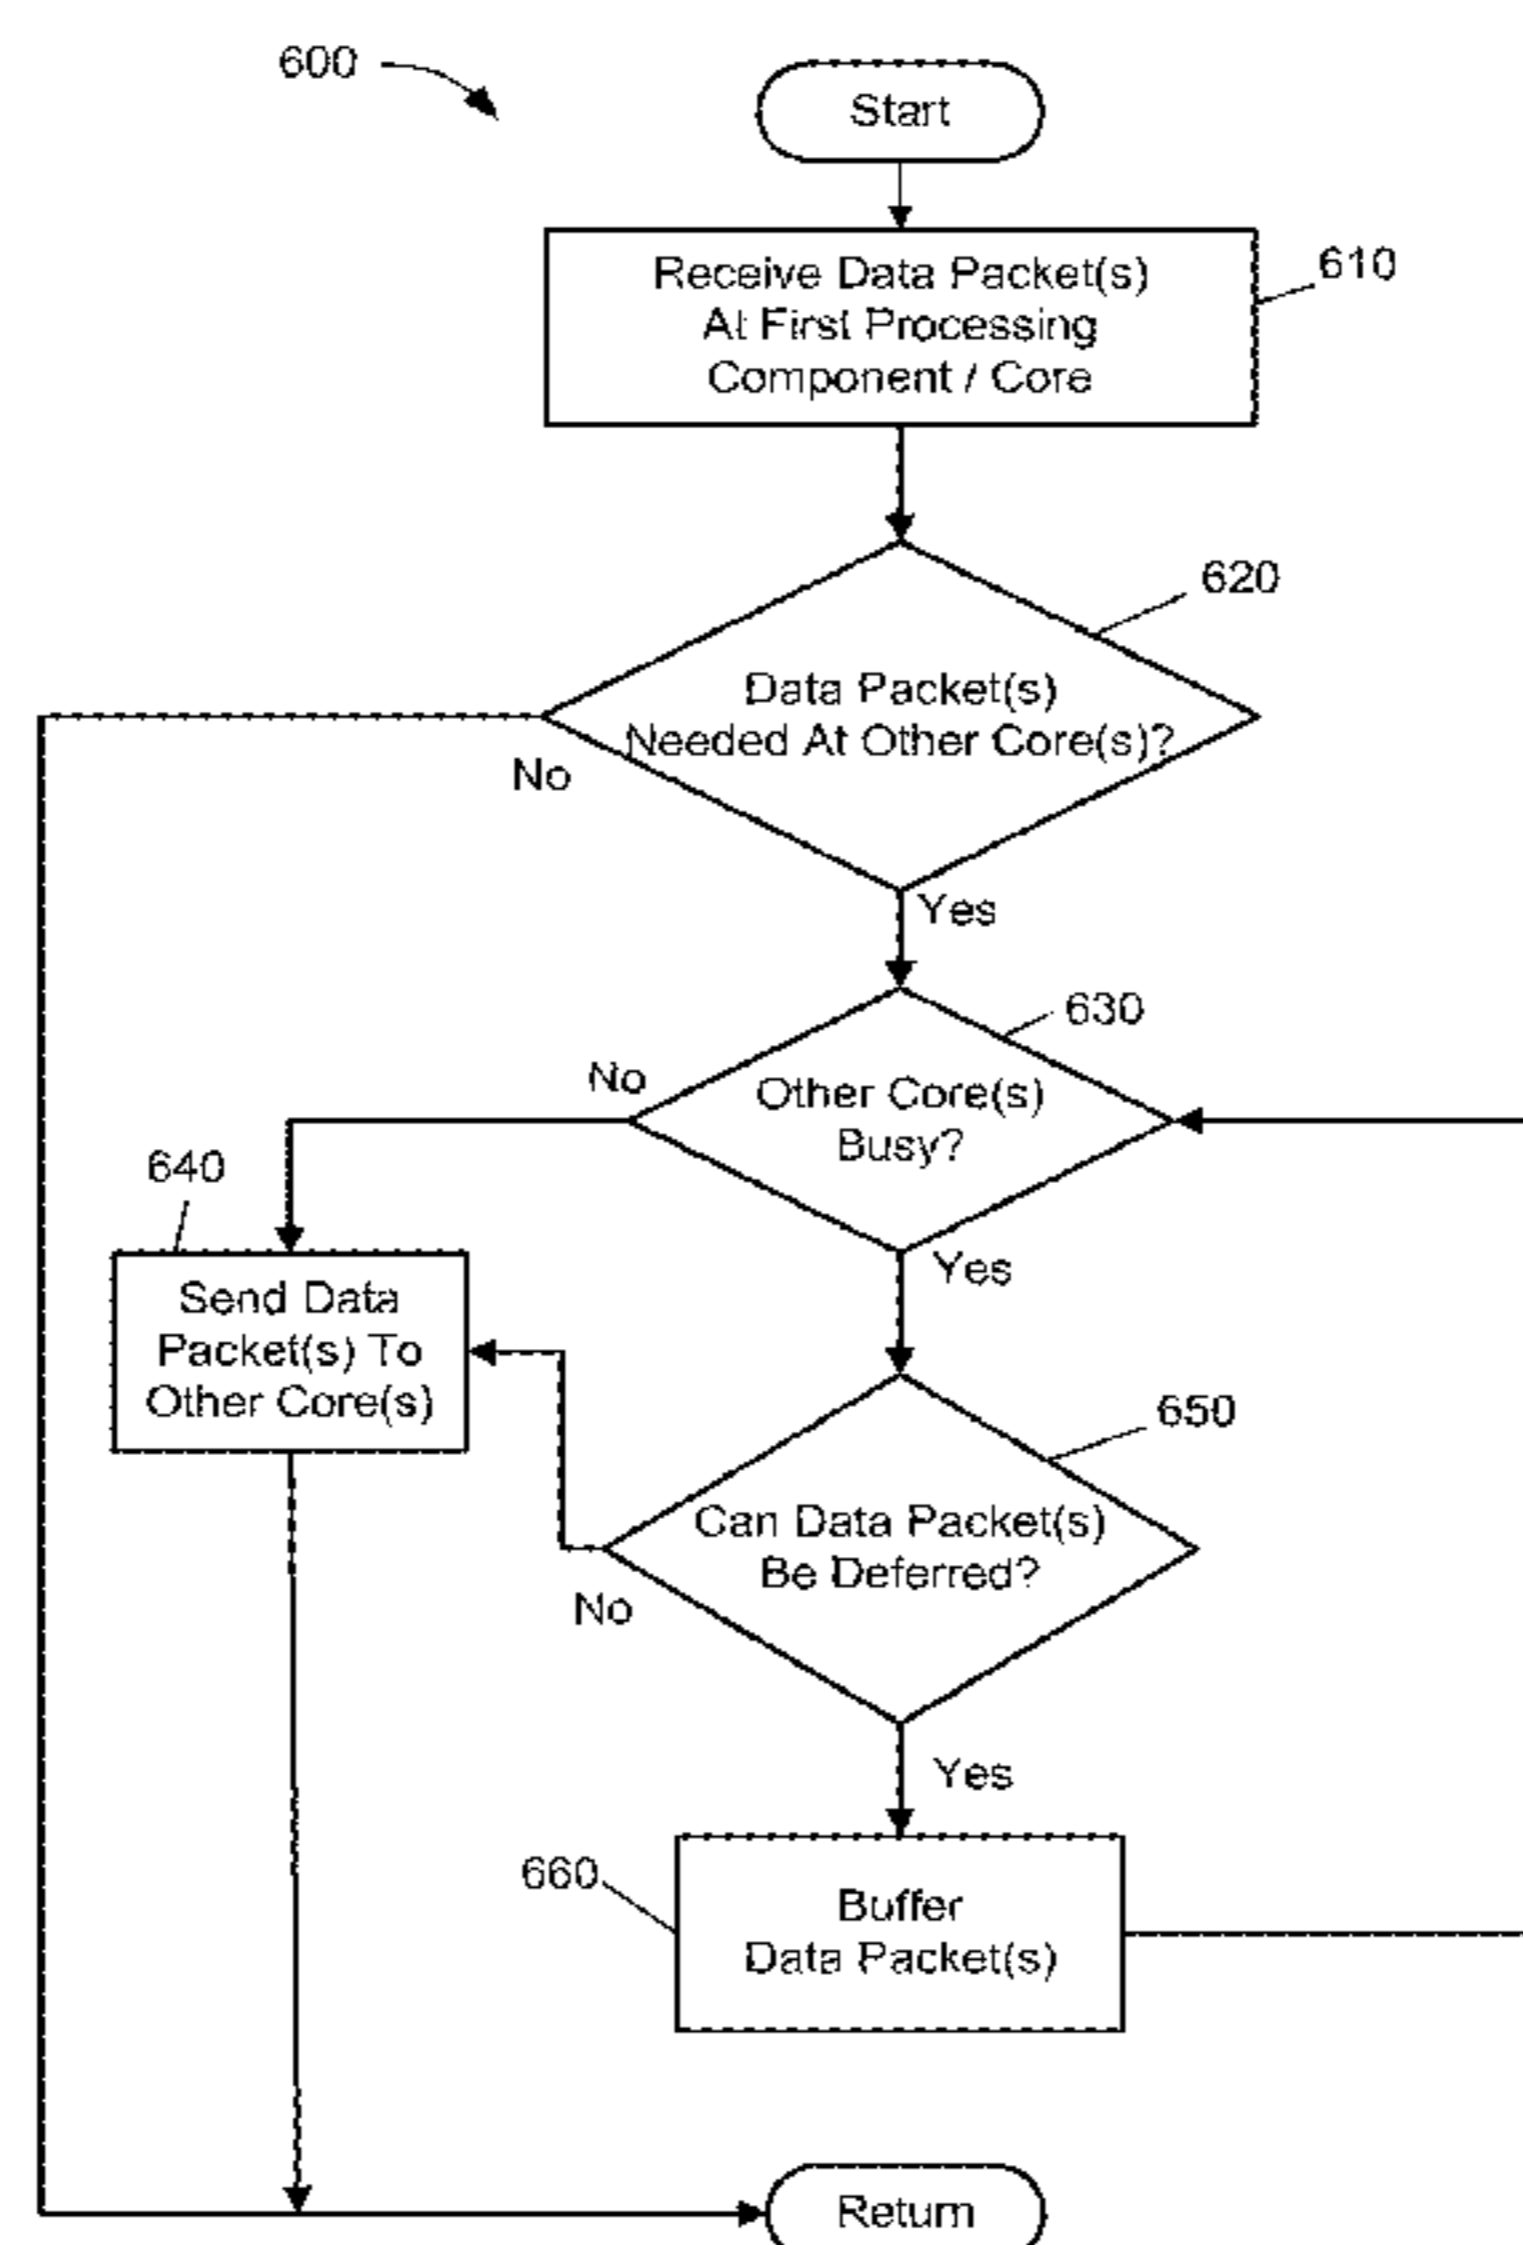 600
Start
Receive Data Packet(s)
At First Processing
Component / Core
610
620
Data Packet(s)
Needed At Other Core(s)?
No
Yes
630
No
Other Core(s)
Busy?
640
Yes
Send Data
Packet(s) To
Other Core(s)
650
Can Data Packet(s)
Be Deferred?
No
Yes
660
Buffer
Data Packet(s)
Return